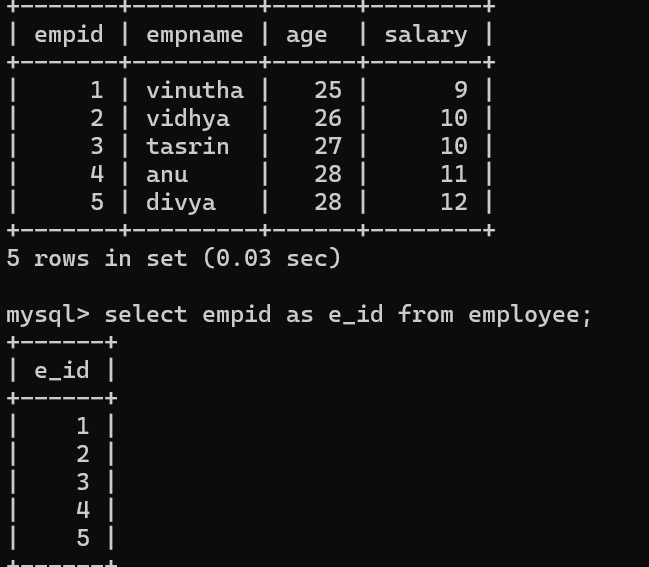 +-------+---------+------+--------+
| empid | empname | age  | salary |
+-------+---------+------+--------+
|     1 | vinutha |   25 |      9 |
|     2 | vidhya  |   26 |     10 |
|     3 | tasrin  |   27 |     10 |
|     4 | anu     |   28 |     11 |
|     5 | divya   |   28 |     12 |
+-------+---------+------+--------+
5 rows in set (0.03 sec)

mysql> select empid as e_id from employee;
+------+
| e_id |
+------+
|    1 |
|    2 |
|    3 |
|    4 |
|    5 |
+------+